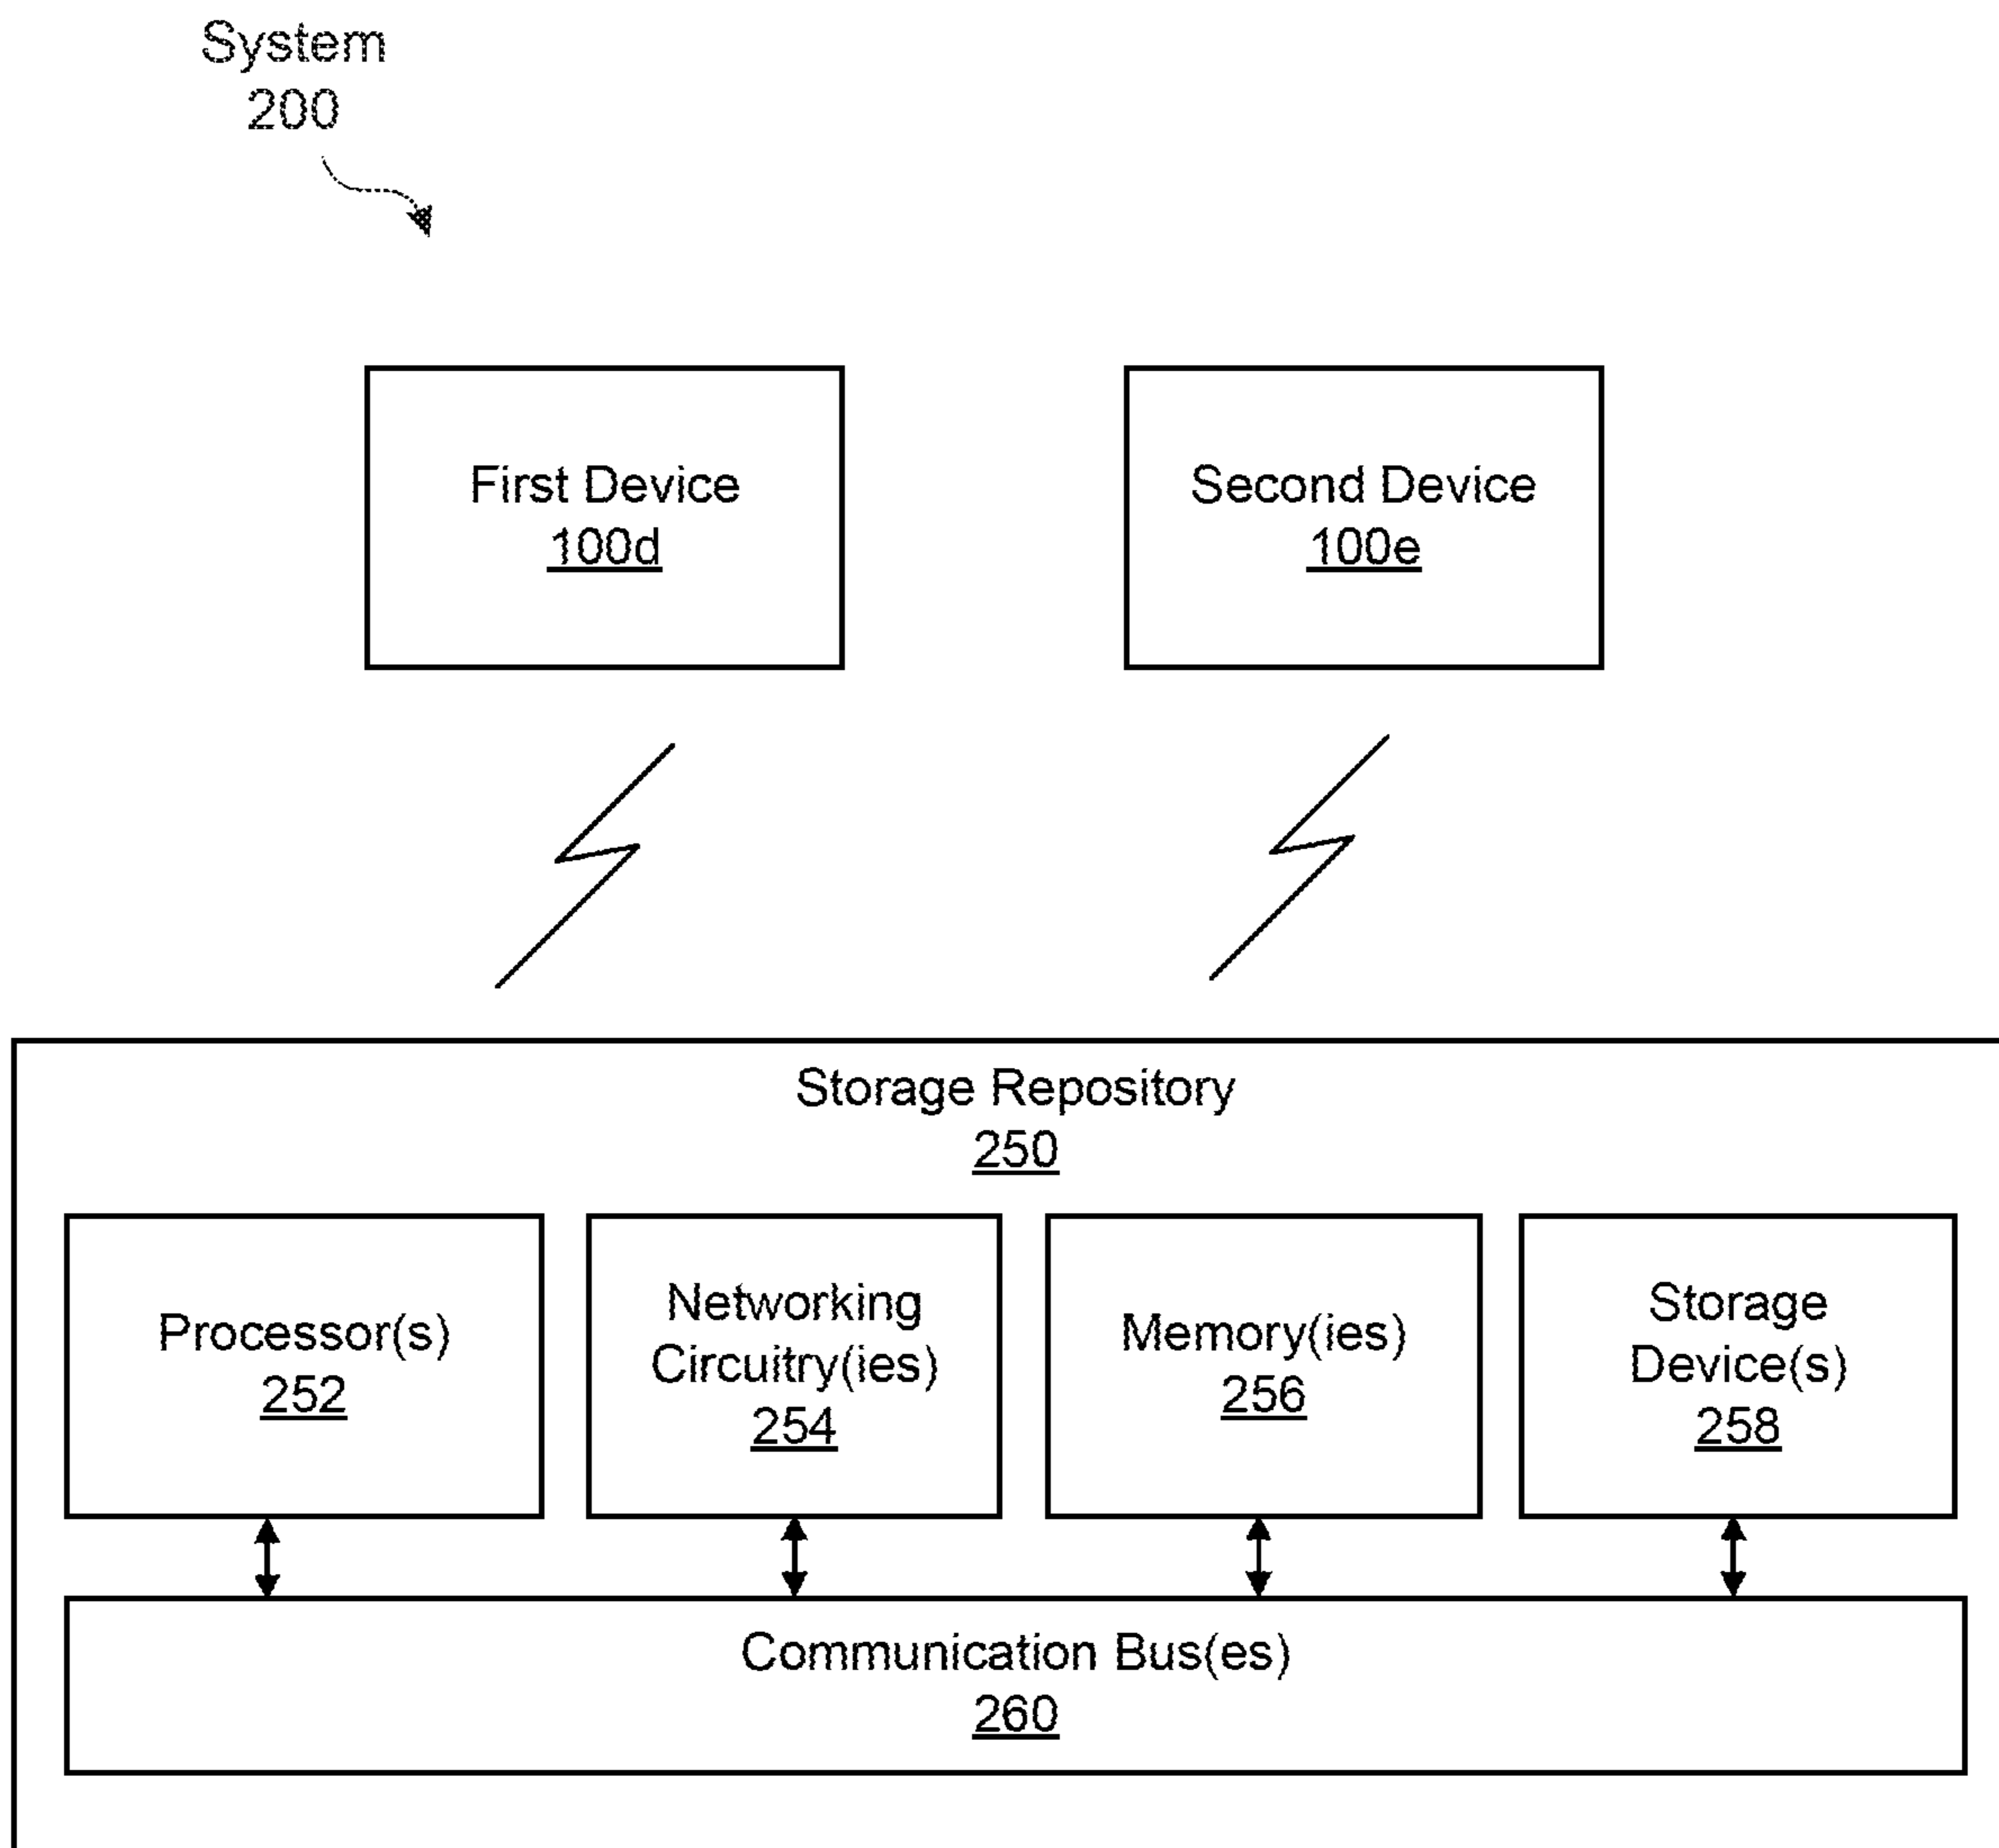 System
200
First Device
100d
Second Device
100e
Storage Repository
250
Processor(s)
252
Networking
Circuitry(ies)
254
Memory(ies)
256
Storage
Device(s)
258
Communication Bus(es)
260